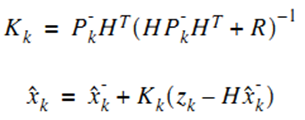 K_k = P_k^- H^T (H P_k^- H^T + R)^{-1}
x̂_k = x̂_k^- + K_k (z_k – H x̂_k^-)